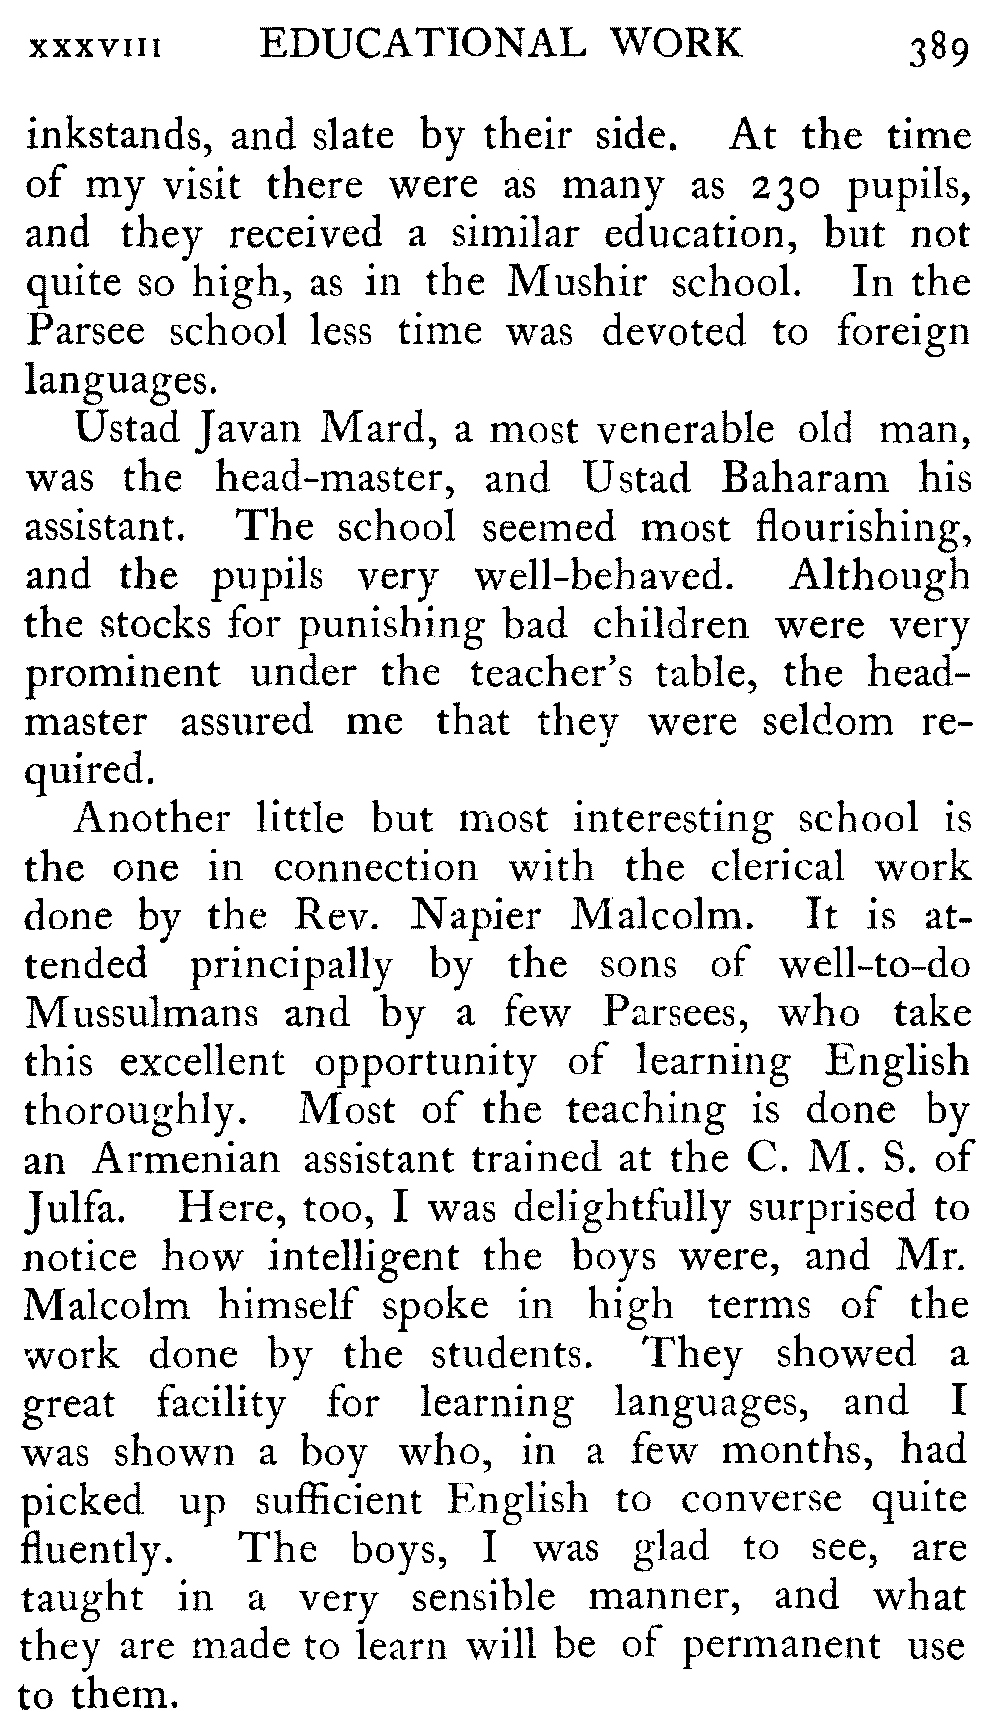 xxxviii EDUCATIONAL WORK 389
inkstands, and slate by their side. At the time
of my visit there were as many as 230 pupils,
and they received a similar education, but not
quite so high, as in the Mushir school. In the
Parsee school less time was devoted to foreign
languages.
Ustad Javan Mard, a most venerable old man,
was the head-master, and Ustad Baharam his
assistant. The school seemed most flourishing,
and the pupils very well-behaved. Although
the stocks for punishing bad children were very
prominent under the teacher's table, the head-
master assured me that they were seldom re-
quired.
Another little but most interesting school is
the one in connection with the clerical work
done by the Rev. Napier Malcolm. It is at-
tended principally by the sons of well-to-do
Mussulmans and by a few Parsees, who take
this excellent opportunity of learning English
thoroughly. Most of the teaching is done by
an Armenian assistant trained at the C. M. S. of
Julfa. Here, too, I was delightfully surprised to
notice how intelligent the boys were, and Mr.
Malcolm himself spoke in high terms of the
work done by the students. They showed a
great facility for learning languages, and I
was shown a boy who, in a few months, had
picked up sufficient English to converse quite
fluently. The boys, I was glad to see, are
taught in a very sensible manner, and what
they are made to learn will be of permanent use
to them.